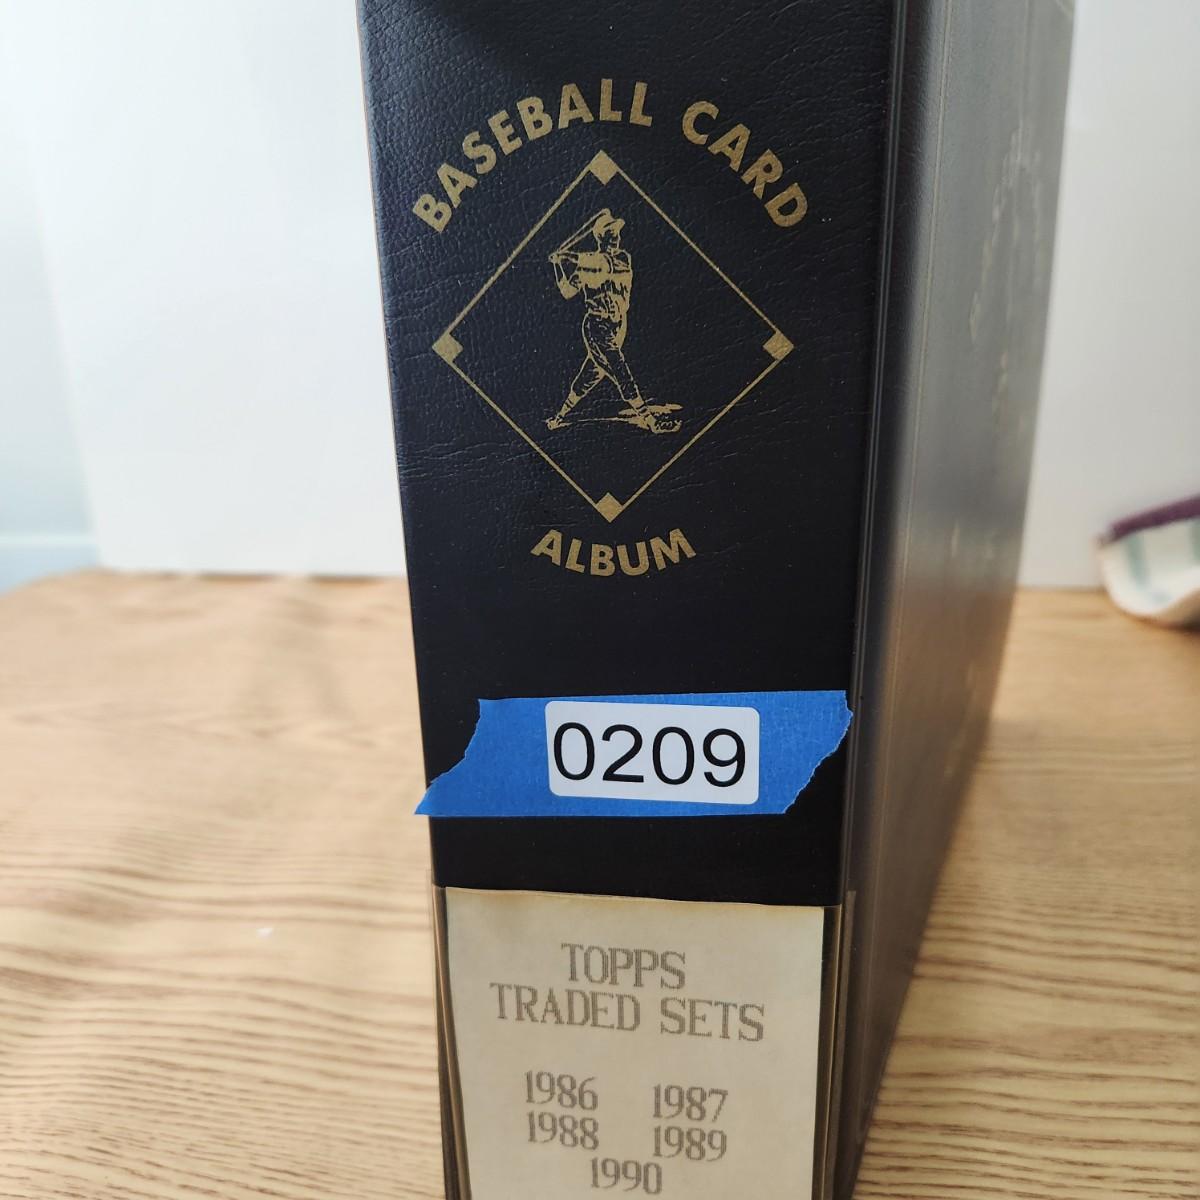 BASEBALL CARD
ALBUM
0209
TOPPS
TRADED SETS
1986 1987
1988 1989
1990